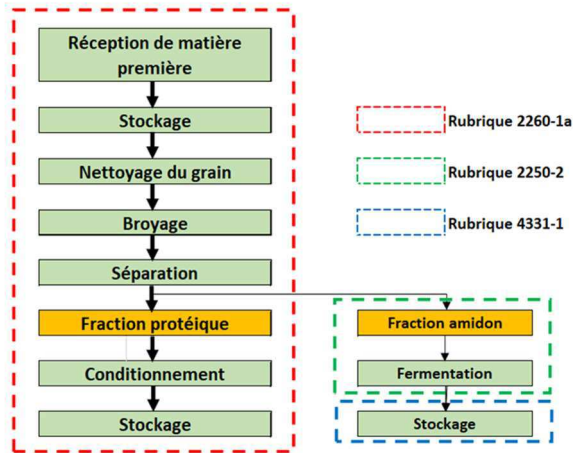 Réception de matière
première
Stockage
Nettoyage du grain
Broyage
Séparation
Fraction protéique
Conditionnement
Stockage
Rubrique 2260-1a
Rubrique 2250-2
Rubrique 4331-1
Fraction amidon
Fermentation
Stockage